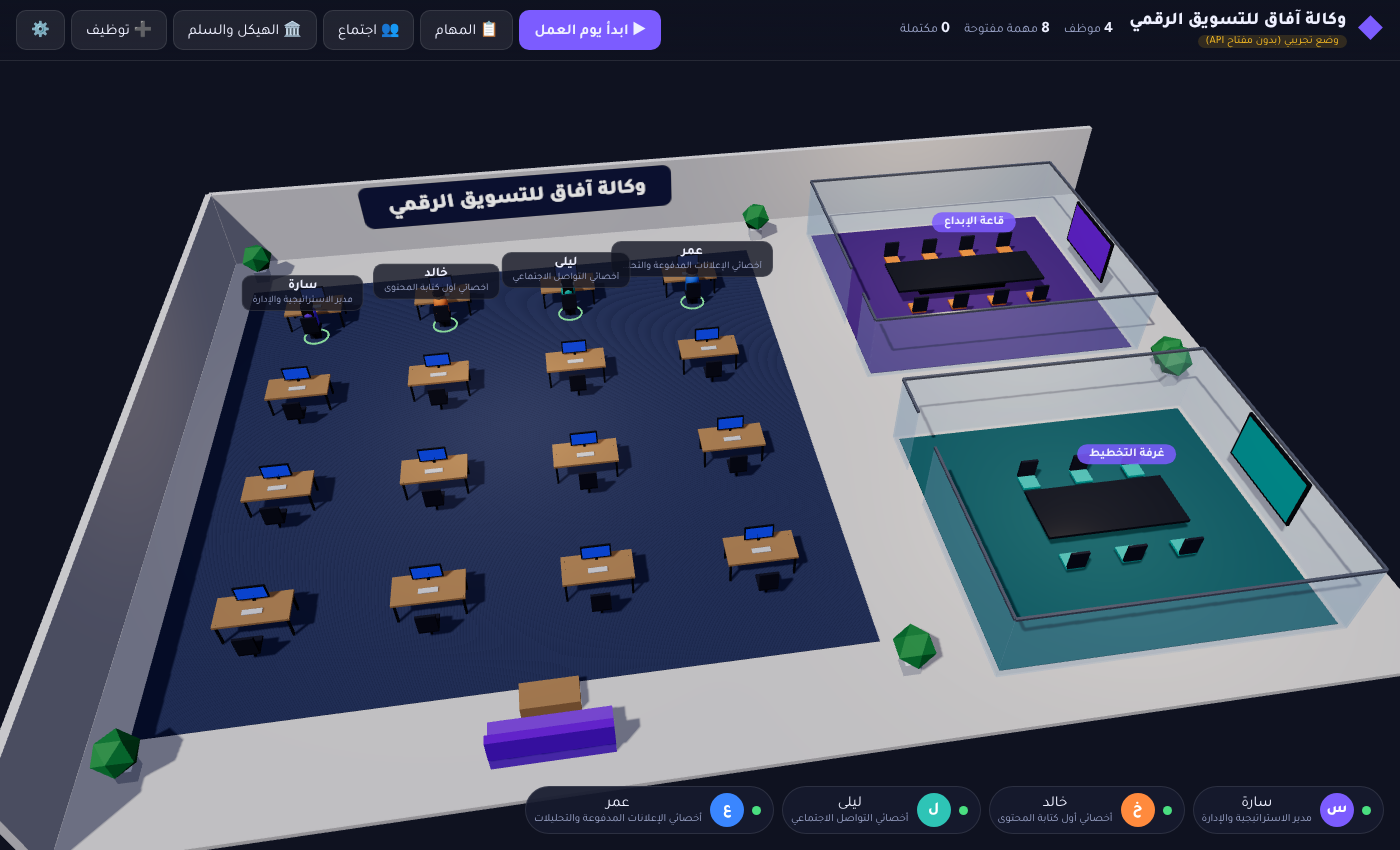 وكالة آفاق للتسويق الرقمي
وضع تجريبي (بدون مفتاح API)
4 موظف
8 مهمة مفتوحة
0 مكتملة
ابدأ يوم العمل
المهام
اجتماع
الهيكل والسلم
توظيف
وكالة آفاق للتسويق الرقمي
قاعة الإبداع
عمر
أخصائي الإعلانات المدفوعة
ليلى
أخصائي التواصل الاجتماعي
خالد
أخصائي أول كتابة المحتوى
سارة
مدير الاستراتيجية والإدارة
غرفة التخطيط
س
سارة
مدير الاستراتيجية والإدارة
خ
خالد
أخصائي أول كتابة المحتوى
ل
ليلى
أخصائي التواصل الاجتماعي
ع
عمر
أخصائي الإعلانات المدفوعة والتحليلات